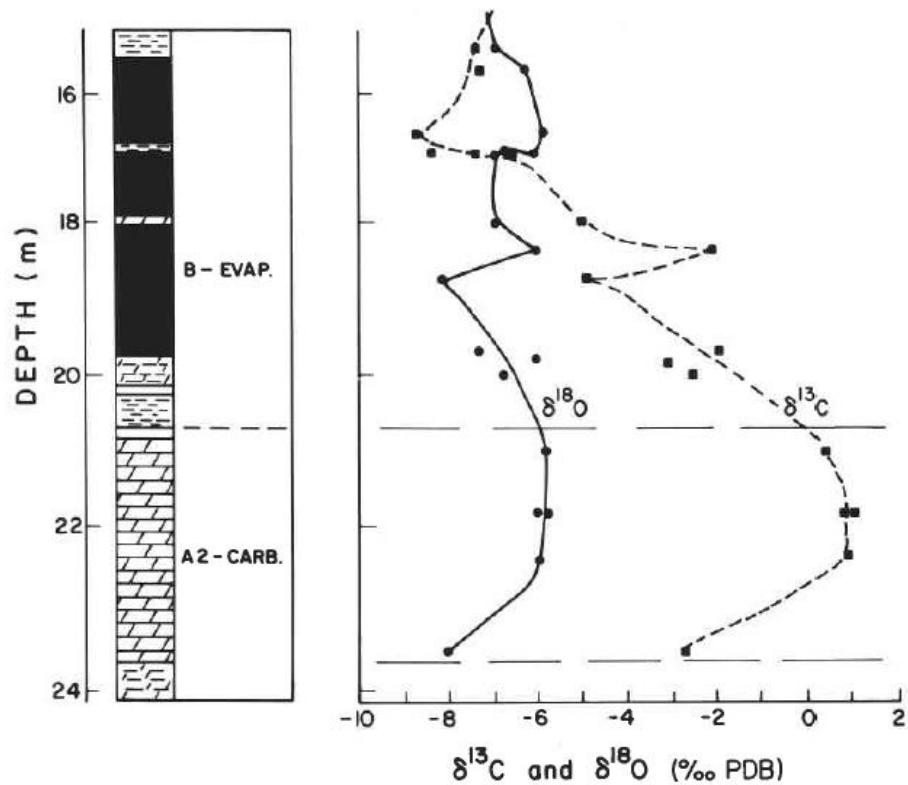 DEPTH (m)
16
18
20
22
24
B – EVAP.
A2 – CARB.
δ18O
δ13C
-10
-8
-6
-4
-2
0
2
δ13C and δ18O (‰ PDB)